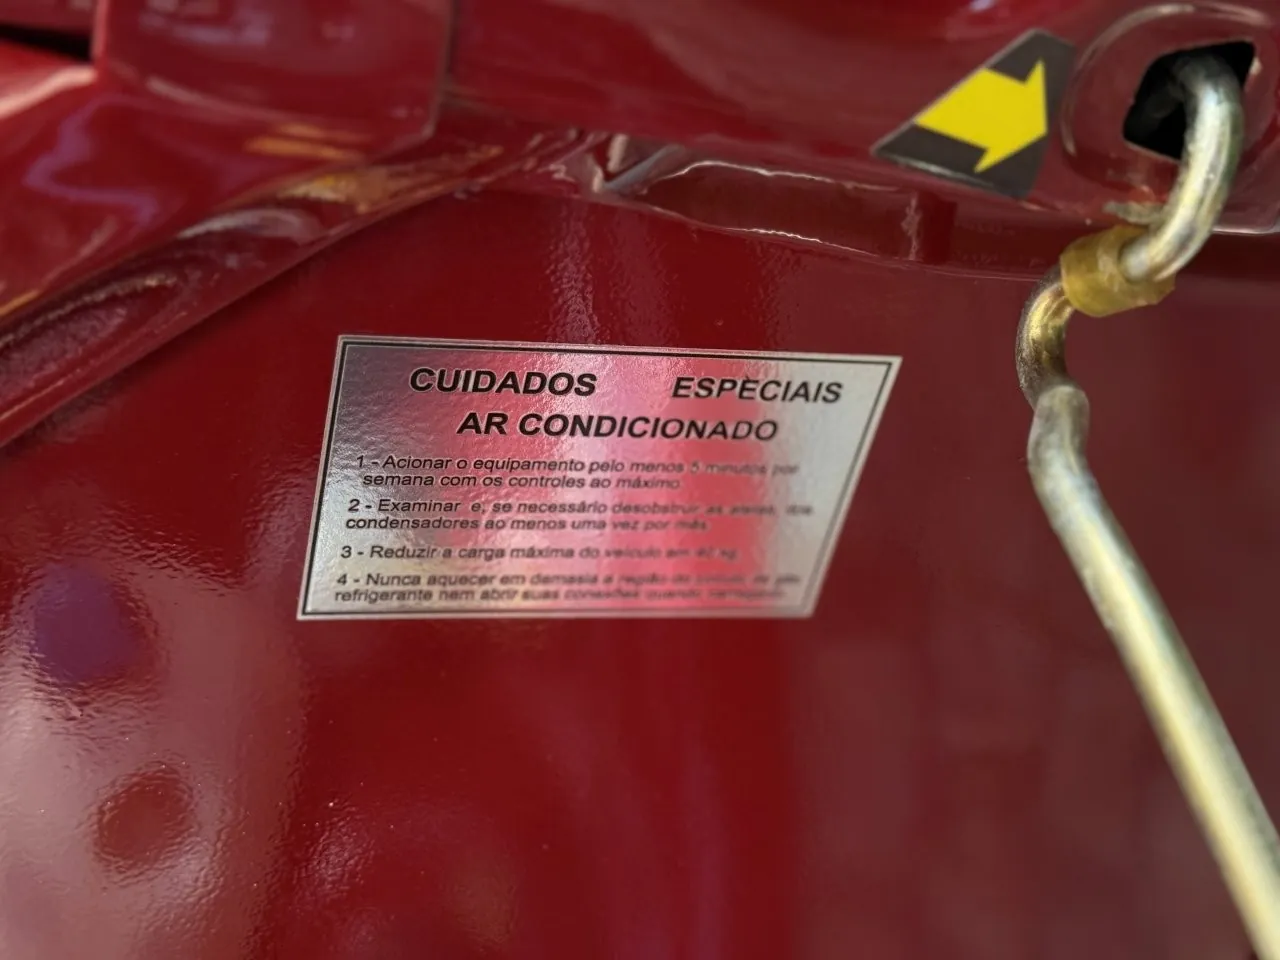 CUIDADOS ESPECIAIS
AR CONDICIONADO
1 - Acionar o equipamento pelo menos 5 minutos por
semana com os controles ao máximo
2 - Examinar e, se necessário desobstruir as
condensadores ao menos uma vez por mês
3 - Reduzir a carga máxima do veículo em kg
4 - Nunca aquecer em demasia a região do
refrigerante nem abrir suas conexões quando